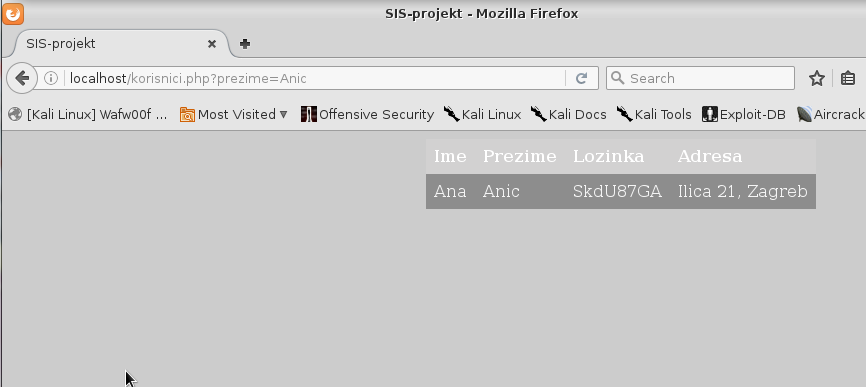 SIS-projekt - Mozilla Firefox
SIS-projekt
localhost/korisnici.php?prezime=Anic
Search
[Kali Linux] Wafw00f ...
Most Visited
Offensive Security
Kali Linux
Kali Docs
Kali Tools
Exploit-DB
Aircrack
Ime Prezime Lozinka Adresa
Ana Anic SkdU87GA Ilica 21, Zagreb